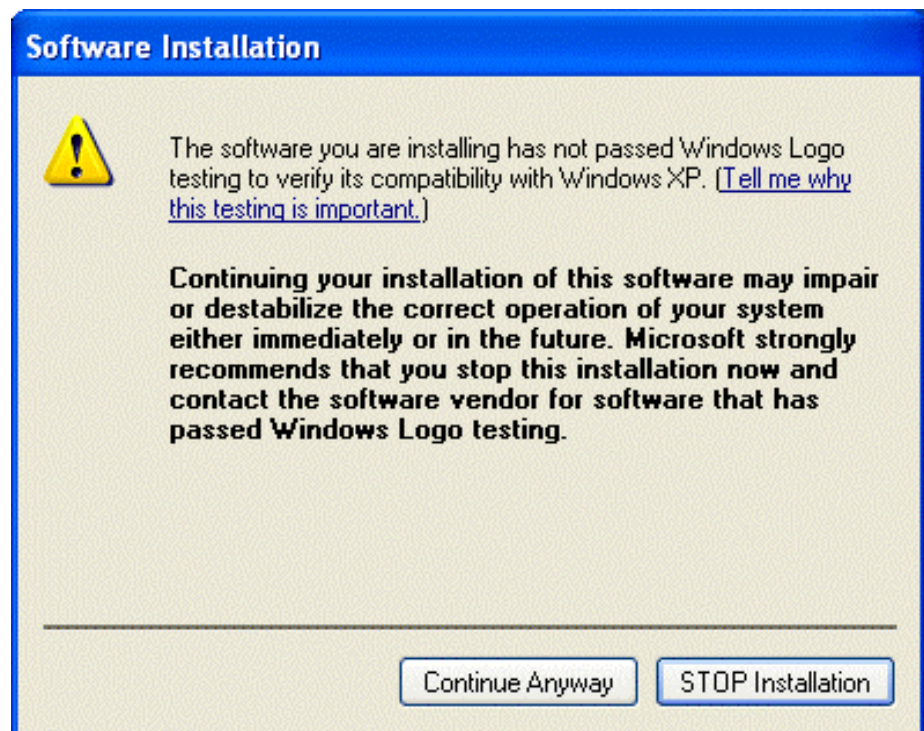 Software Installation
The software you are installing has not passed Windows Logo
testing to verify its compatibility with Windows XP. (Tell me why
this testing is important.)
Continuing your installation of this software may impair
or destabilize the correct operation of your system
either immediately or in the future. Microsoft strongly
recommends that you stop this installation now and
contact the software vendor for software that has
passed Windows Logo testing.
Continue Anyway
STOP Installation